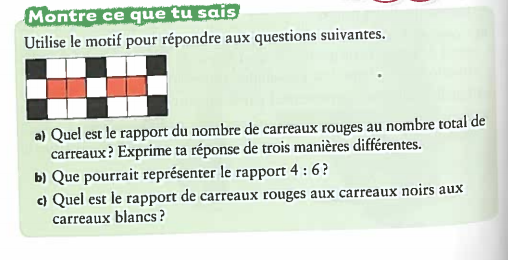 Montre ce que tu sais
Utilise le motif pour répondre aux questions suivantes.
a) Quel est le rapport du nombre de carreaux rouges au nombre total de
carreaux? Exprime ta réponse de trois manières différentes.
b) Que pourrait représenter le rapport 4 : 6?
c) Quel est le rapport de carreaux rouges aux carreaux noirs aux
carreaux blancs?